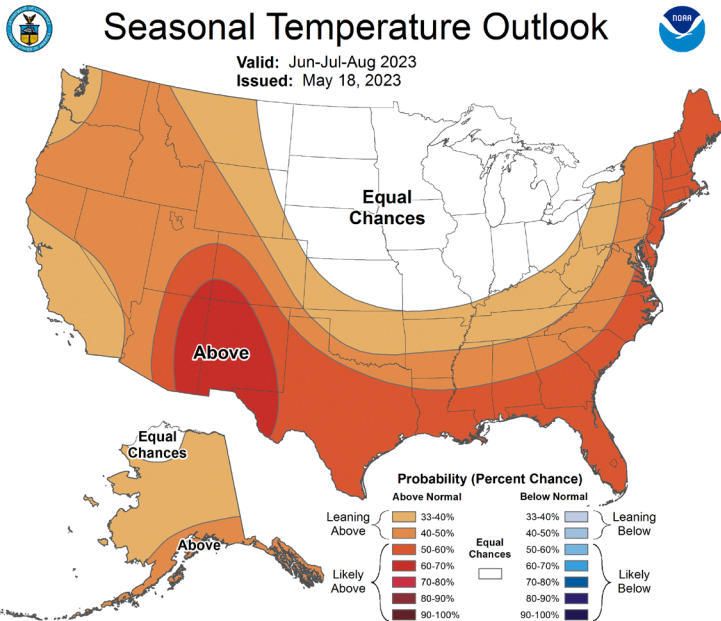 Seasonal Temperature Outlook
NOAA
Valid: Jun-Jul-Aug 2023
Issued: May 18, 2023
Equal
Chances
Above
Equal
Chances
Above
Probability (Percent Chance)
Above Normal
Below Normal
Leaning
Above
33-40%
40-50%
Likely
Above
50-60%
60-70%
70-80%
80-90%
90-100%
Equal
Chances
33-40%
40-50%
Leaning
Below
50-60%
60-70%
70-80%
80-90%
90-100%
Likely
Below